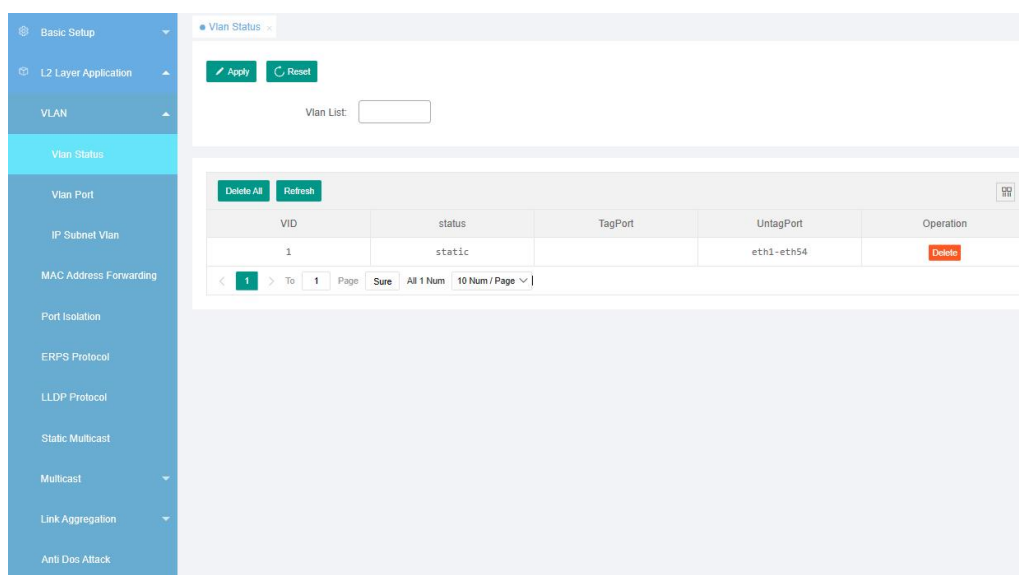 Basic Setup
Vlan Status ×
L2 Layer Application
Apply Reset
VLAN
Vlan List:
Vlan Status
Vlan Port
Delete All Refresh
VID status TagPort UntagPort Operation
IP Subnet Vlan
1 static eth1-eth54 Delete
MAC Address Forwarding
< 1 > To 1 Page Sure All 1 Num 10 Num / Page
Port Isolation
ERPS Protocol
LLDP Protocol
Static Multicast
Multicast
Link Aggregation
Anti Dos Attack